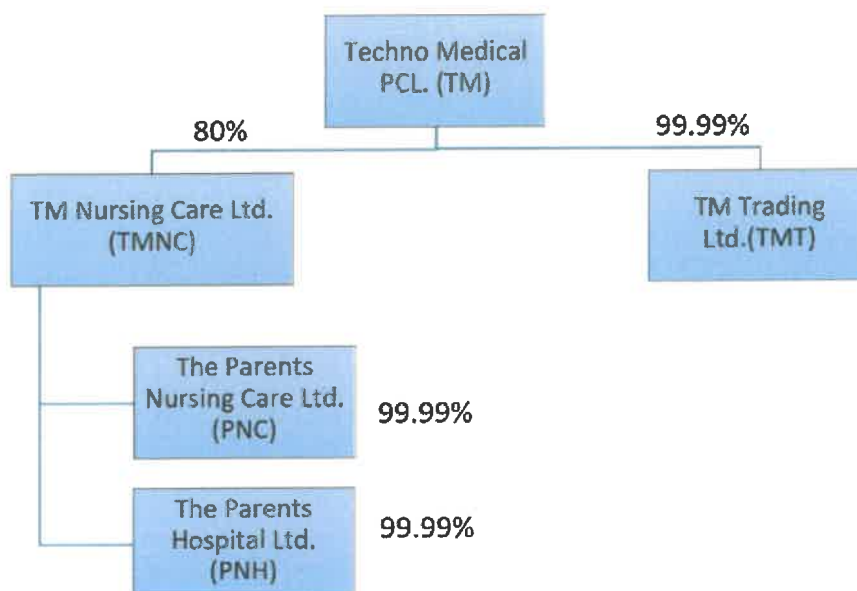 Techno Medical
PCL. (TM)
80%
99.99%
TM Nursing Care Ltd.
(TMNC)
TM Trading
Ltd.(TMT)
The Parents
Nursing Care Ltd.
(PNC)
99.99%
The Parents
Hospital Ltd.
(PNH)
99.99%